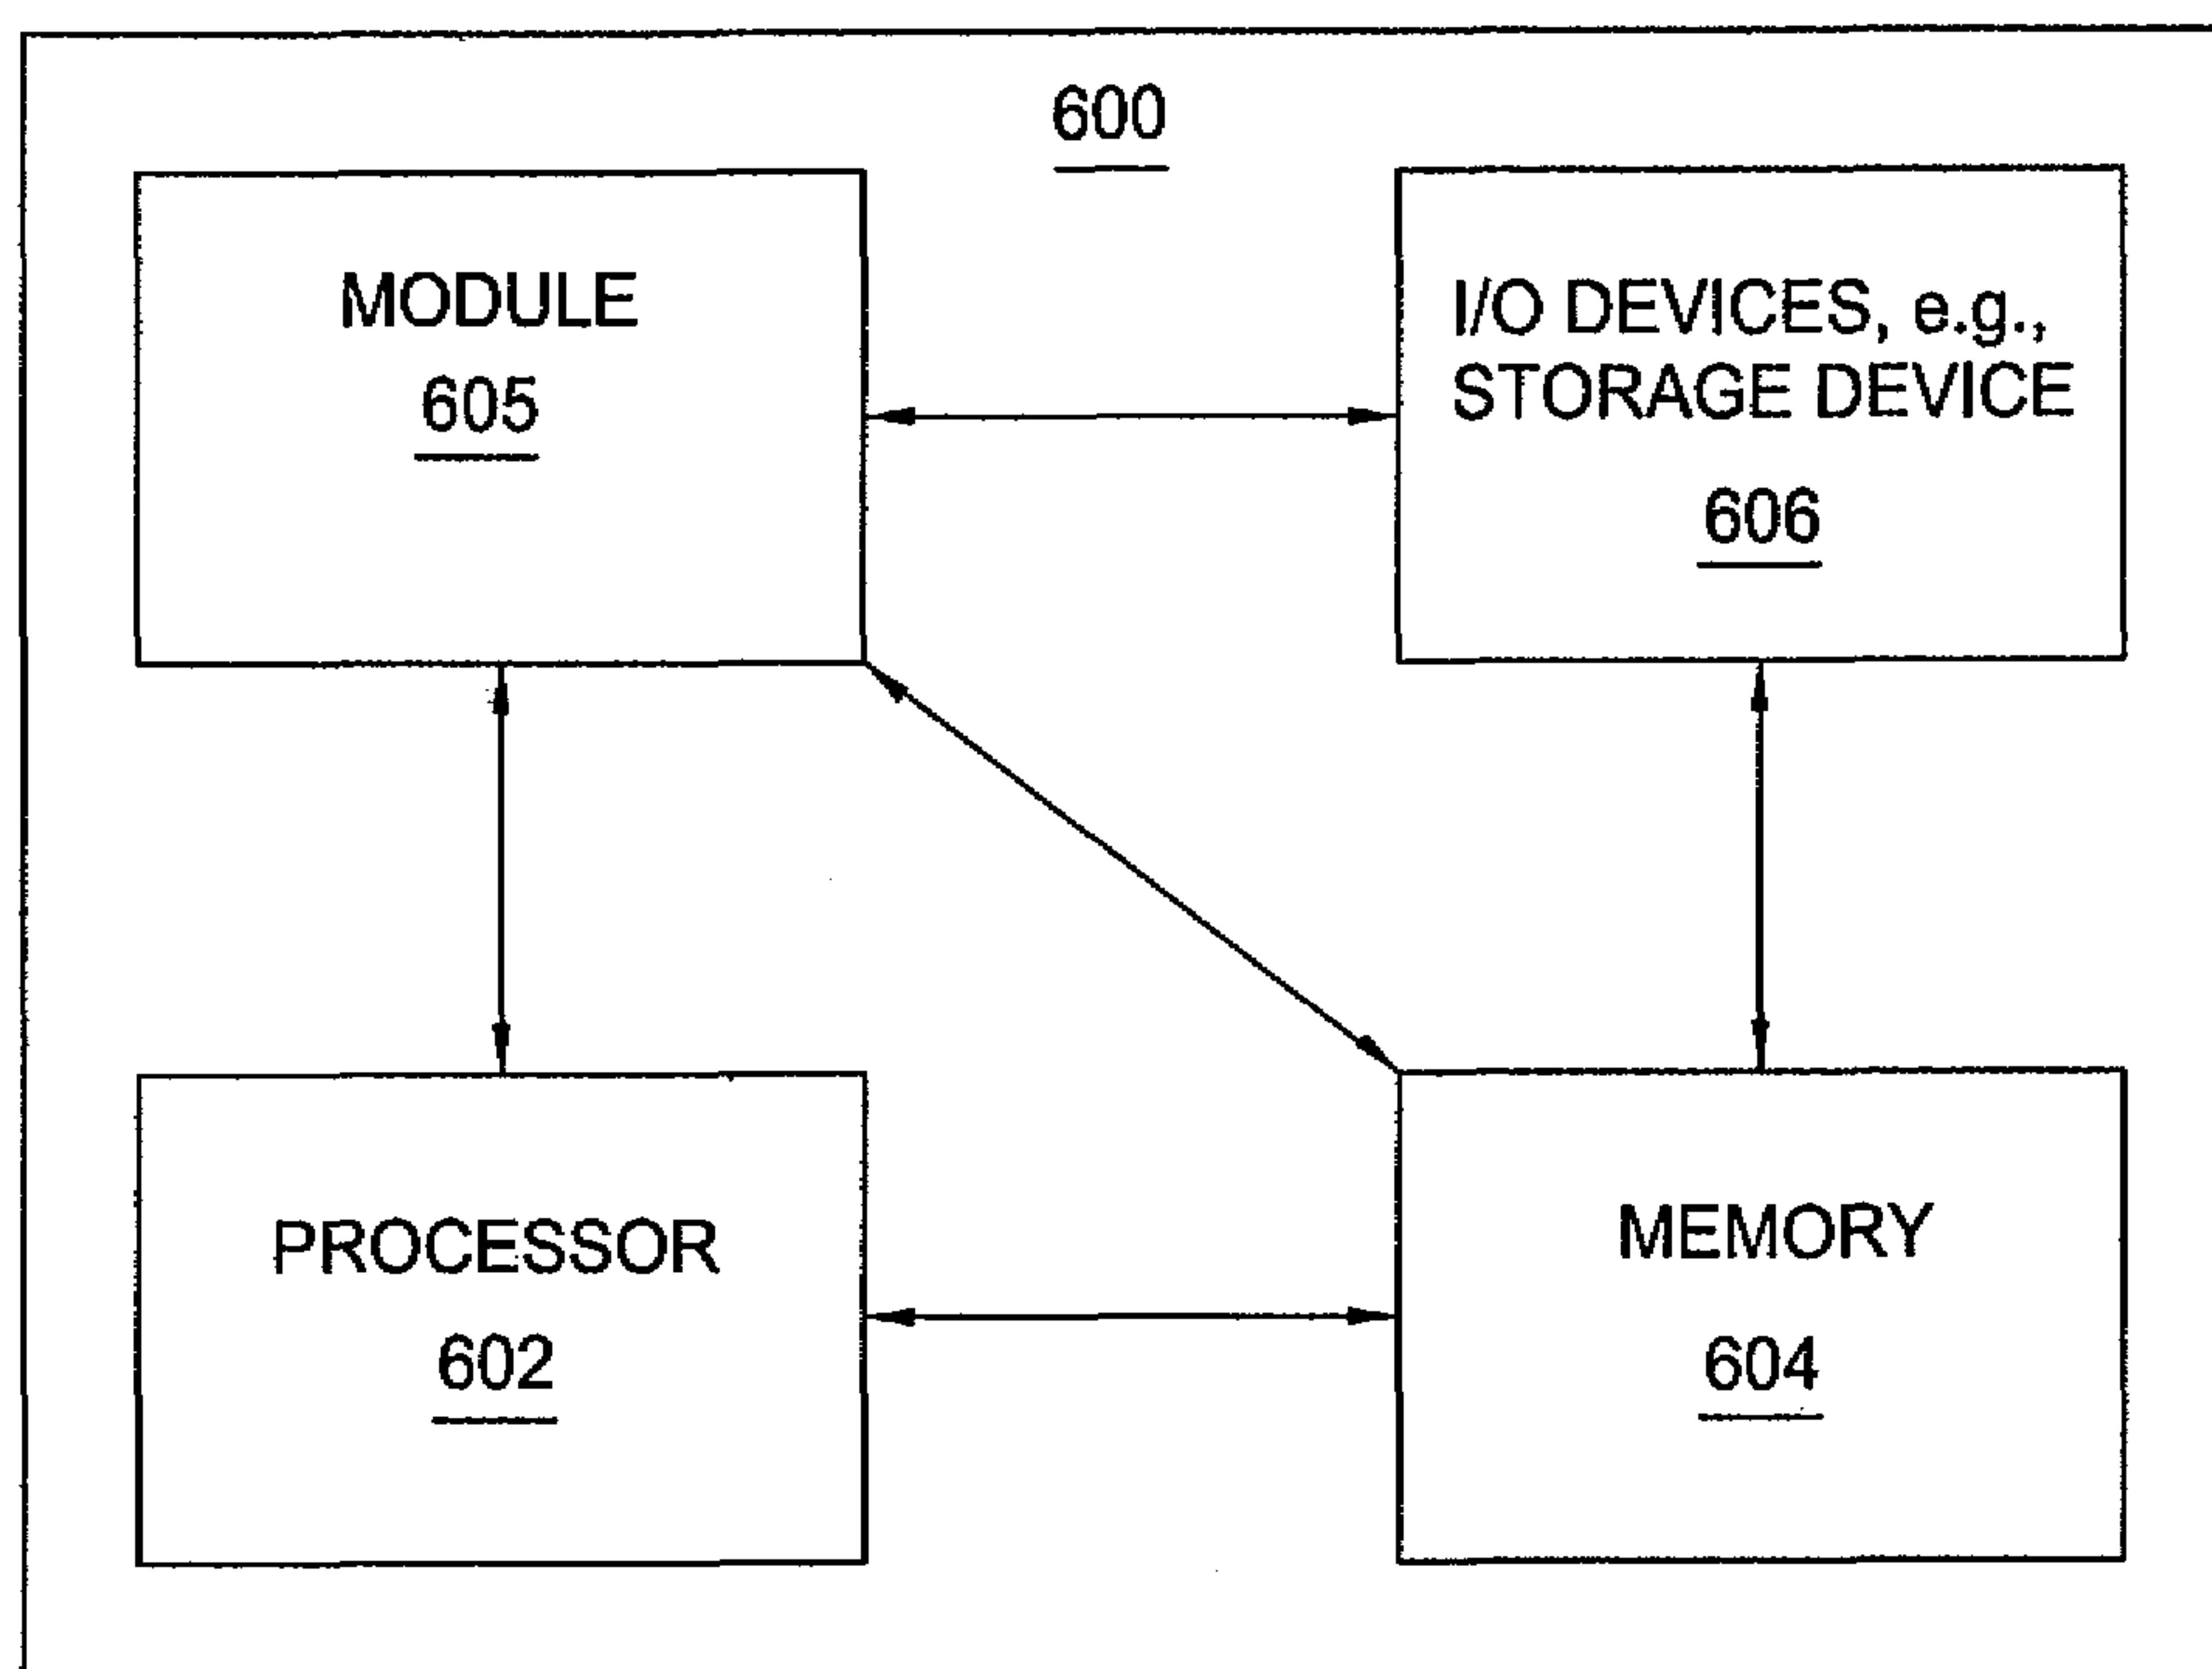 600
MODULE
605
I/O DEVICES, e.g.,
STORAGE DEVICE
606
PROCESSOR
602
MEMORY
604